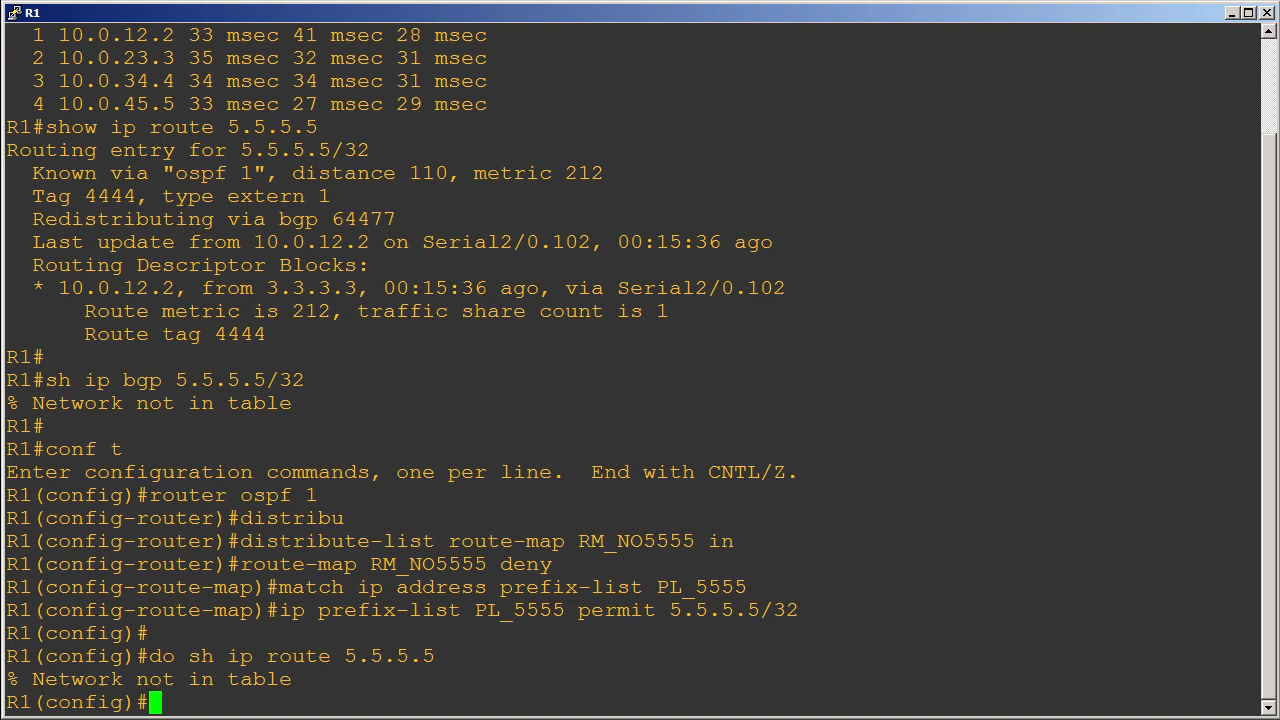 R1
1 10.0.12.2 33 msec 41 msec 28 msec
2 10.0.23.3 35 msec 32 msec 31 msec
3 10.0.34.4 34 msec 34 msec 31 msec
4 10.0.45.5 33 msec 27 msec 29 msec
R1#show ip route 5.5.5.5
Routing entry for 5.5.5.5/32
Known via "ospf 1", distance 110, metric 212
Tag 4444, type extern 1
Redistributing via bgp 64477
Last update from 10.0.12.2 on Serial2/0.102, 00:15:36 ago
Routing Descriptor Blocks:
* 10.0.12.2, from 3.3.3.3, 00:15:36 ago, via Serial2/0.102
Route metric is 212, traffic share count is 1
Route tag 4444
R1#
R1#sh ip bgp 5.5.5.5/32
% Network not in table
R1#
R1#conf t
Enter configuration commands, one per line.  End with CNTL/Z.
R1(config)#router ospf 1
R1(config-router)#distribu
R1(config-router)#distribute-list route-map RM_NO5555 in
R1(config-router)#route-map RM_NO5555 deny
R1(config-route-map)#match ip address prefix-list PL_5555
R1(config-route-map)#ip prefix-list PL_5555 permit 5.5.5.5/32
R1(config)#
R1(config)#do sh ip route 5.5.5.5
% Network not in table
R1(config)#